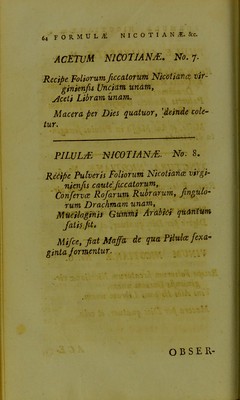 64 FORMULÆ NICOTIANÆ. &c.
ACETUM NICOTIANÆ. No. 7.
Recipe Foliorum ſiccatorum Nicotianæ vir-
ginienſis Unciam unam,
Aceti Libram unam.
Macera per Dies quatuor, deinde cole-
tur.
PILULÆ NICOTIANÆ. No. 8.
Recipe Pulveris Foliorum Nicotianæ virgi-
nienſis caute ſiccatorum,
Conſervæ Roſarum Rubrarum, ſingulo-
rum Drachmam unam,
Mucilaginis Gummi Arabici quantum
ſatis ſit.
Miſce, fiat Maſſa de qua Pilulæ ſexa-
ginta formentur.
OBSER-